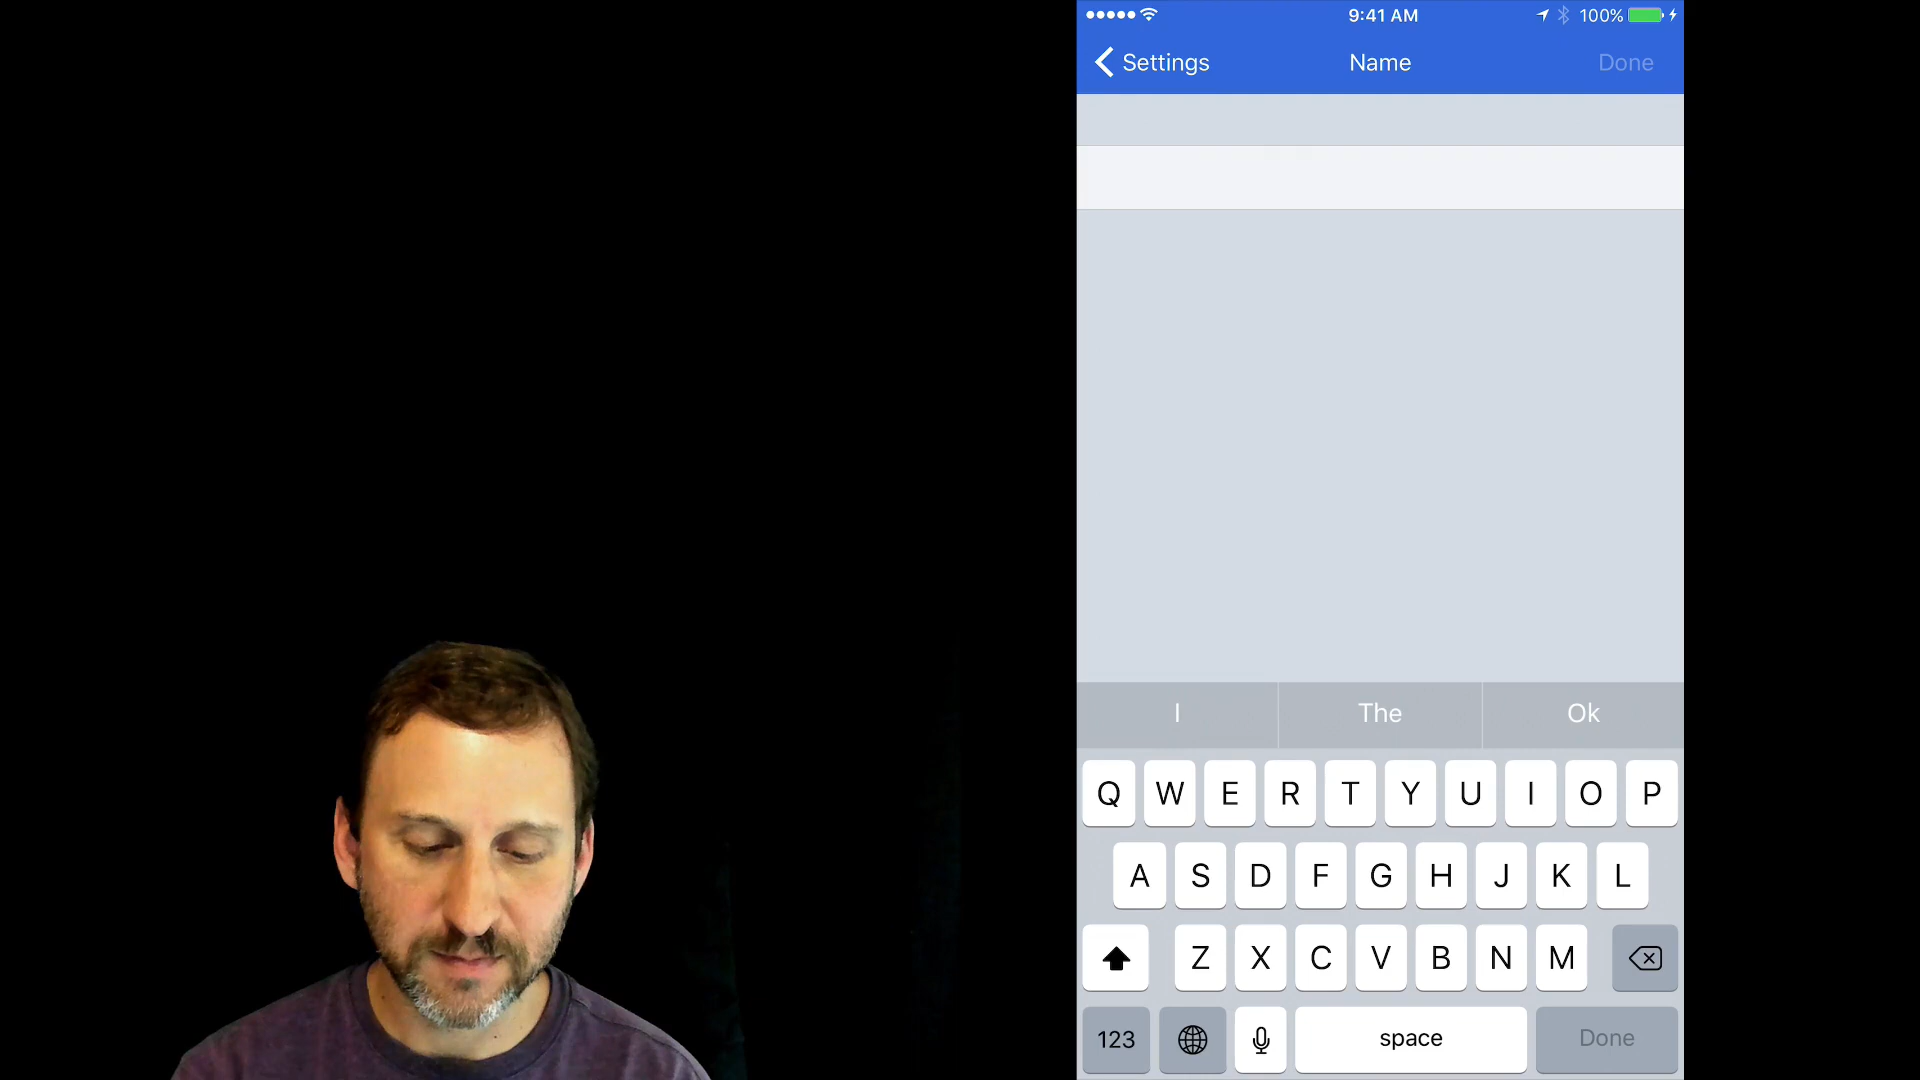 9:41 AM 100%
Settings Name Done
I The Ok
Q W E R T Y U I O P
A S D F G H J K L
Z X C V B N M
123 space Done